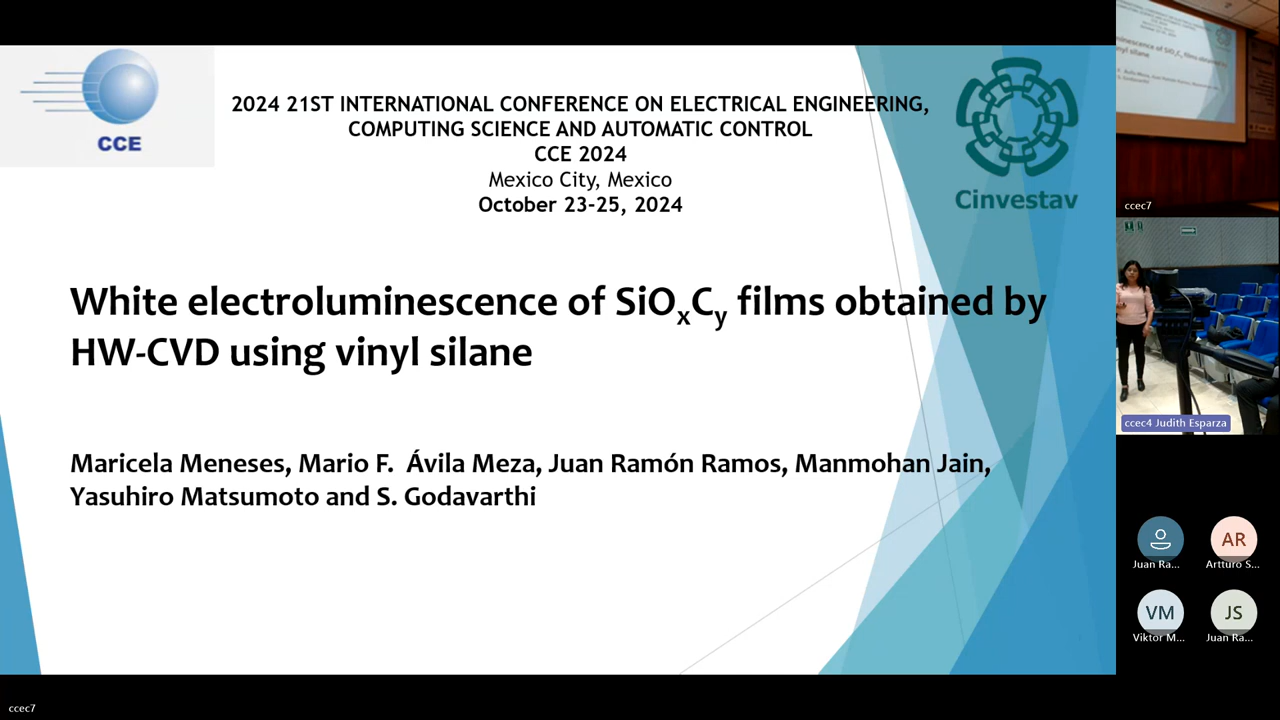 CCE
2024 21ST INTERNATIONAL CONFERENCE ON ELECTRICAL ENGINEERING,
COMPUTING SCIENCE AND AUTOMATIC CONTROL
CCE 2024
Mexico City, Mexico
October 23-25, 2024
Cinvestav
White electroluminescence of SiOxCy films obtained by
HW-CVD using vinyl silane
Maricela Meneses, Mario F. Ávila Meza, Juan Ramón Ramos, Manmohan Jain,
Yasuhiro Matsumoto and S. Godavarthi
ccec7
ccec7
ccec4 Judith Esparza
AR
Juan Ra...
Artturo S...
VM
JS
Viktor M...
Juan Ra...